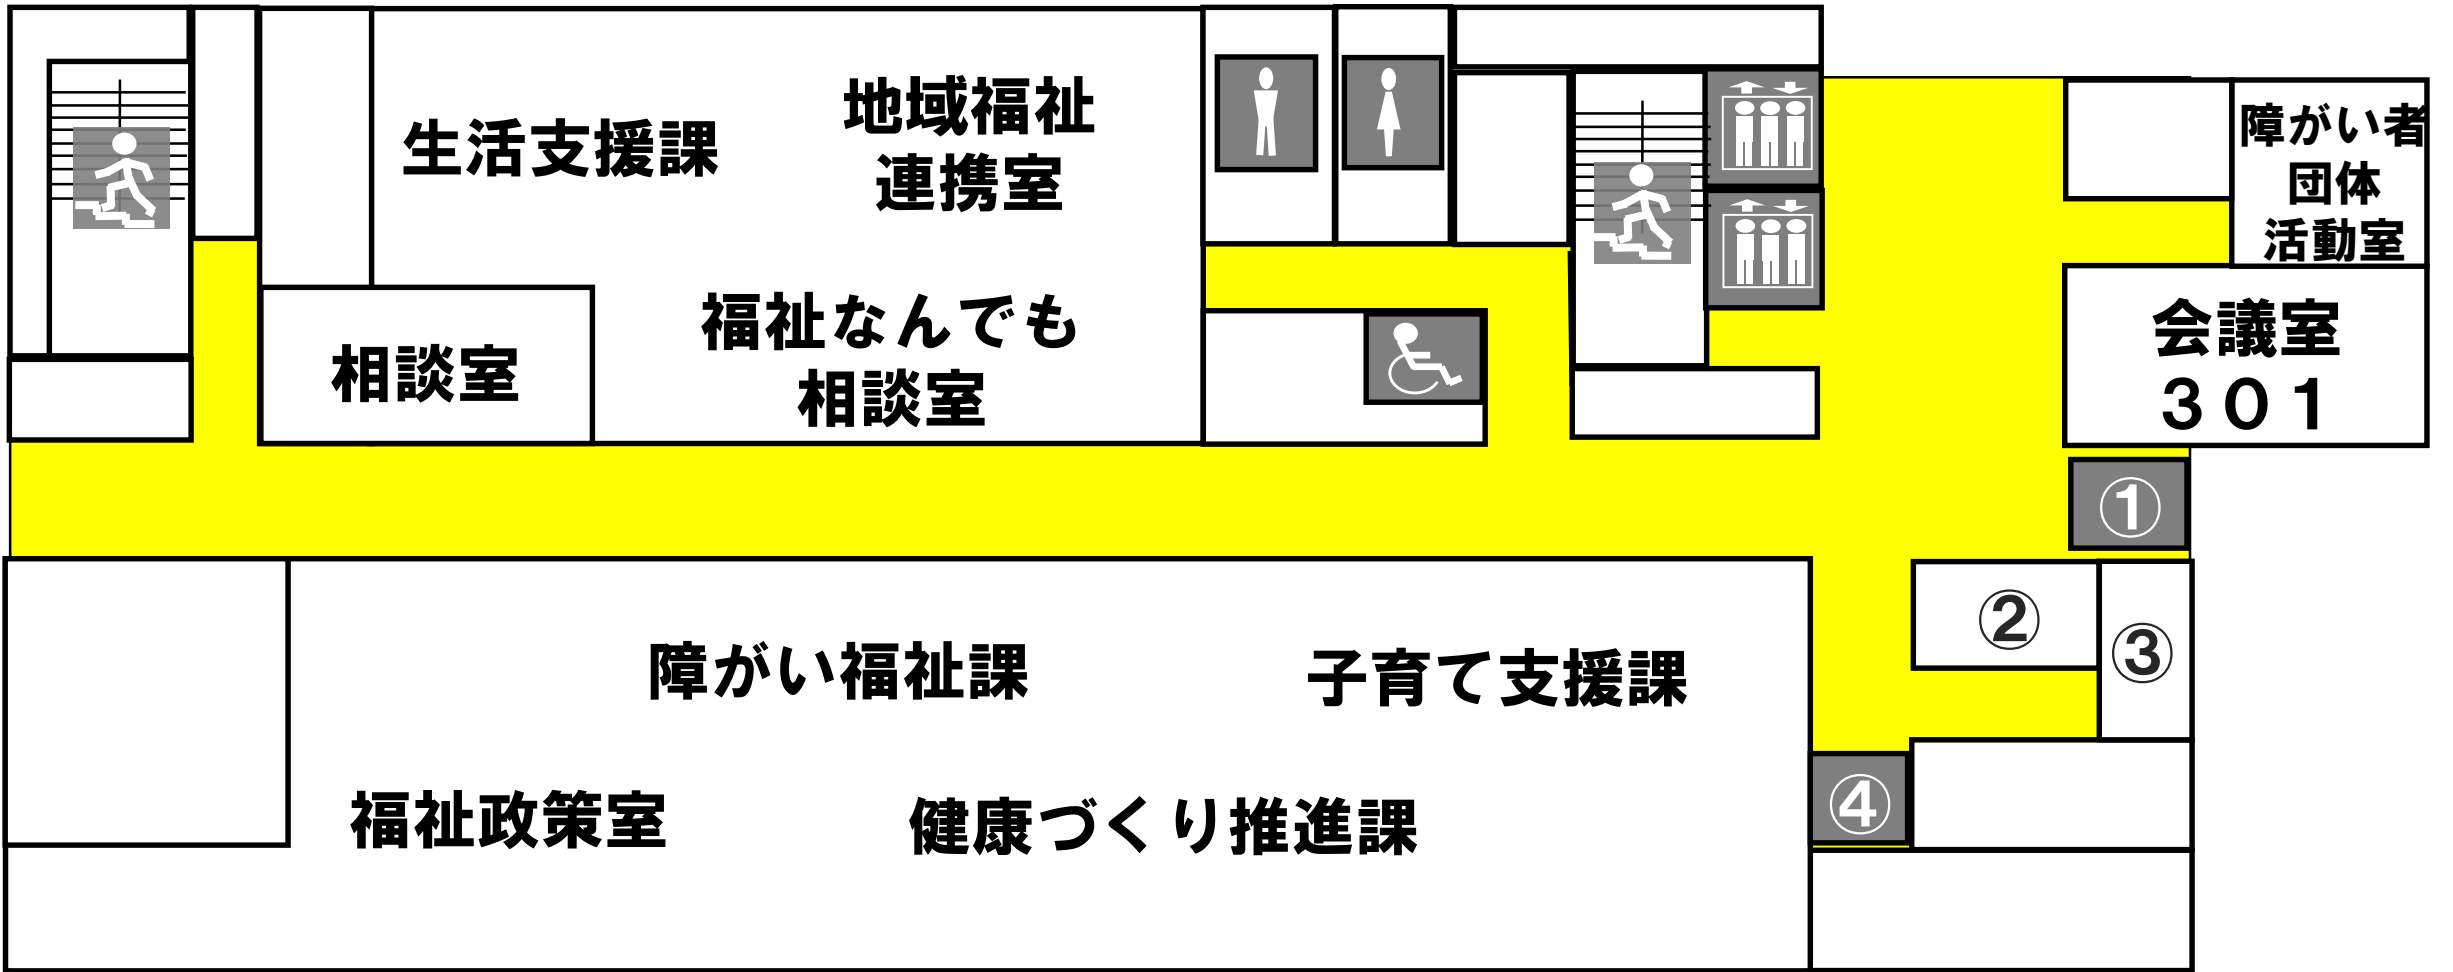 生活支援課
地域福祉
連携室
福祉なんでも
相談室
相談室
障がい者
団体
活動室
会議室
３０１
①
②
③
④
障がい福祉課
子育て支援課
福祉政策室
健康づくり推進課